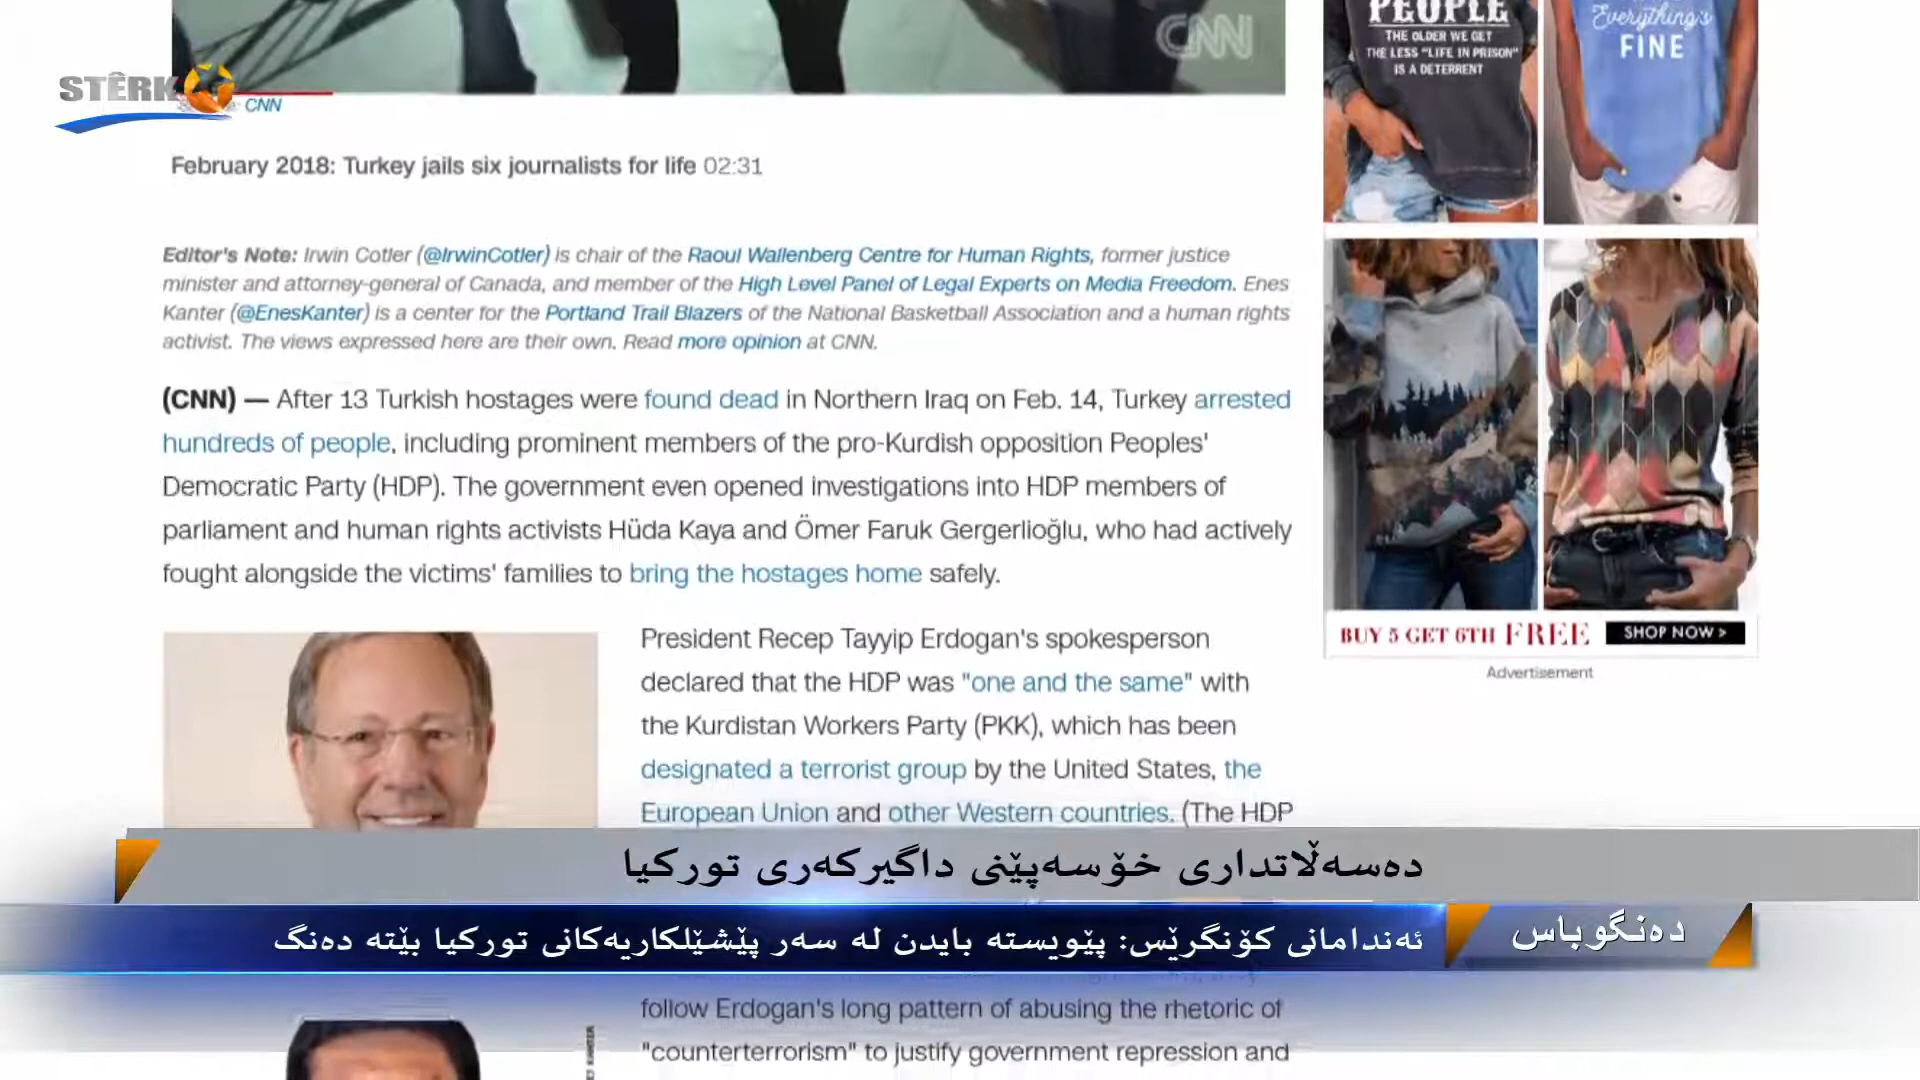 PEOPLE
THE OLDER WE GET
THE LESS "LIFE IN PRISON"
IS A DETERRENT
Everything's
FINE
CNN
STÊRK
CNN
February 2018: Turkey jails six journalists for life 02:31
Editor's Note: Irwin Cotler (@IrwinCotler) is chair of the Raoul Wallenberg Centre for Human Rights, former justice
minister and attorney-general of Canada, and member of the High Level Panel of Legal Experts on Media Freedom. Enes
Kanter (@EnesKanter) is a center for the Portland Trail Blazers of the National Basketball Association and a human rights
activist. The views expressed here are their own. Read more opinion at CNN.
(CNN) — After 13 Turkish hostages were found dead in Northern Iraq on Feb. 14, Turkey arrested
hundreds of people, including prominent members of the pro-Kurdish opposition Peoples'
Democratic Party (HDP). The government even opened investigations into HDP members of
parliament and human rights activists Hüda Kaya and Ömer Faruk Gergerlioğlu, who had actively
fought alongside the victims' families to bring the hostages home safely.
BUY 5 GET 6TH FREE SHOP NOW >
Advertisement
President Recep Tayyip Erdogan's spokesperson
declared that the HDP was "one and the same" with
the Kurdistan Workers Party (PKK), which has been
designated a terrorist group by the United States, the
European Union and other Western countries. (The HDP
دەسەڵاتداری خۆسەپێنی داگیرکەری تورکیا
دەنگوباس
ئەندامانی کۆنگرێس: پێویستە بایدن لە سەر پێشێلکاریەکانی تورکیا بێتە دەنگ
follow Erdogan's long pattern of abusing the rhetoric of
"counterterrorism" to justify government repression and